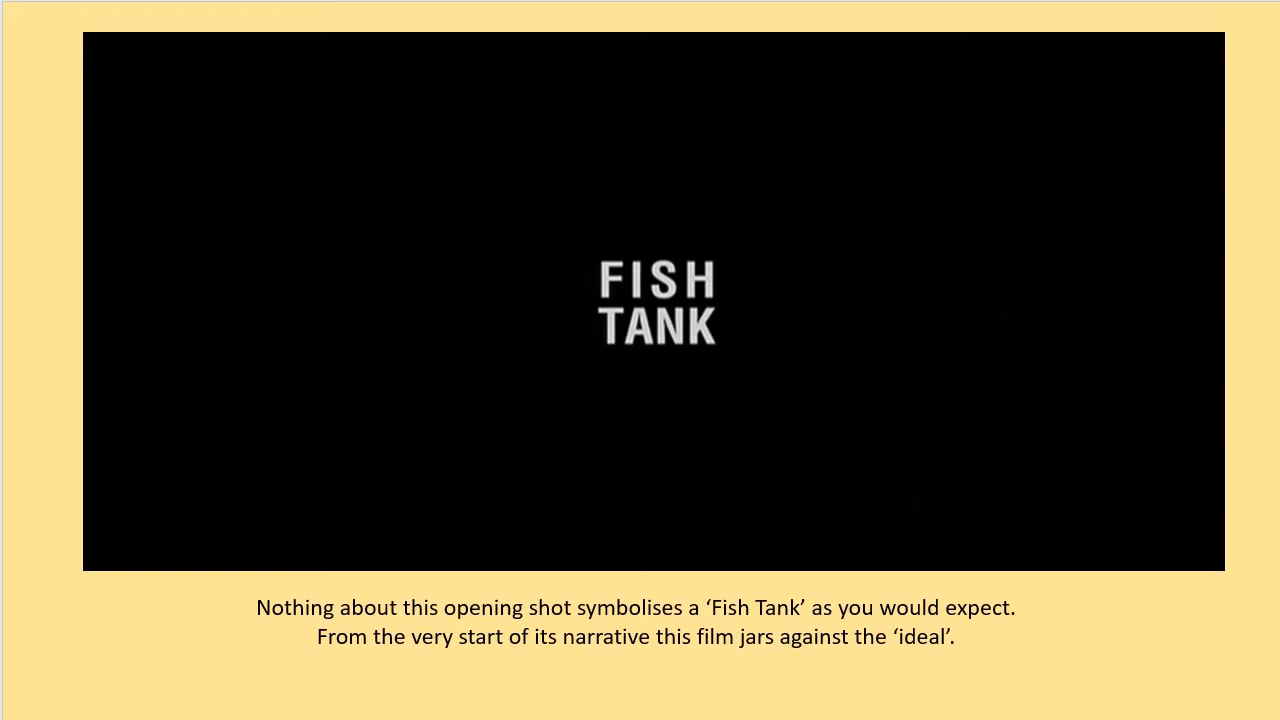 FISH
TANK
Nothing about this opening shot symbolises a ‘Fish Tank’ as you would expect.
From the very start of its narrative this film jars against the ‘ideal’.